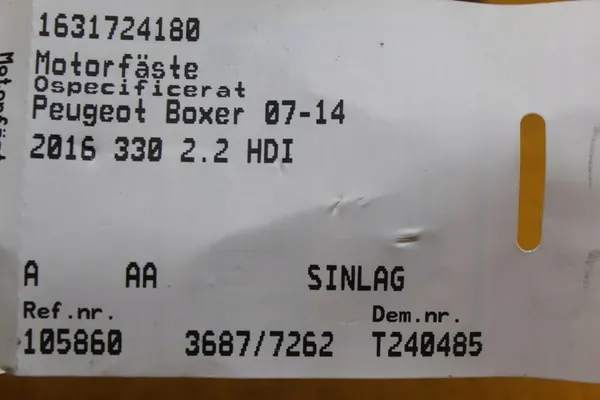 1631724180
Motorfäste
Ospecificerat
Peugeot Boxer 07-14
2016 330 2.2 HDI
A AA SINLAG
Ref.nr. Dem.nr.
105860 3687/7262 T240485